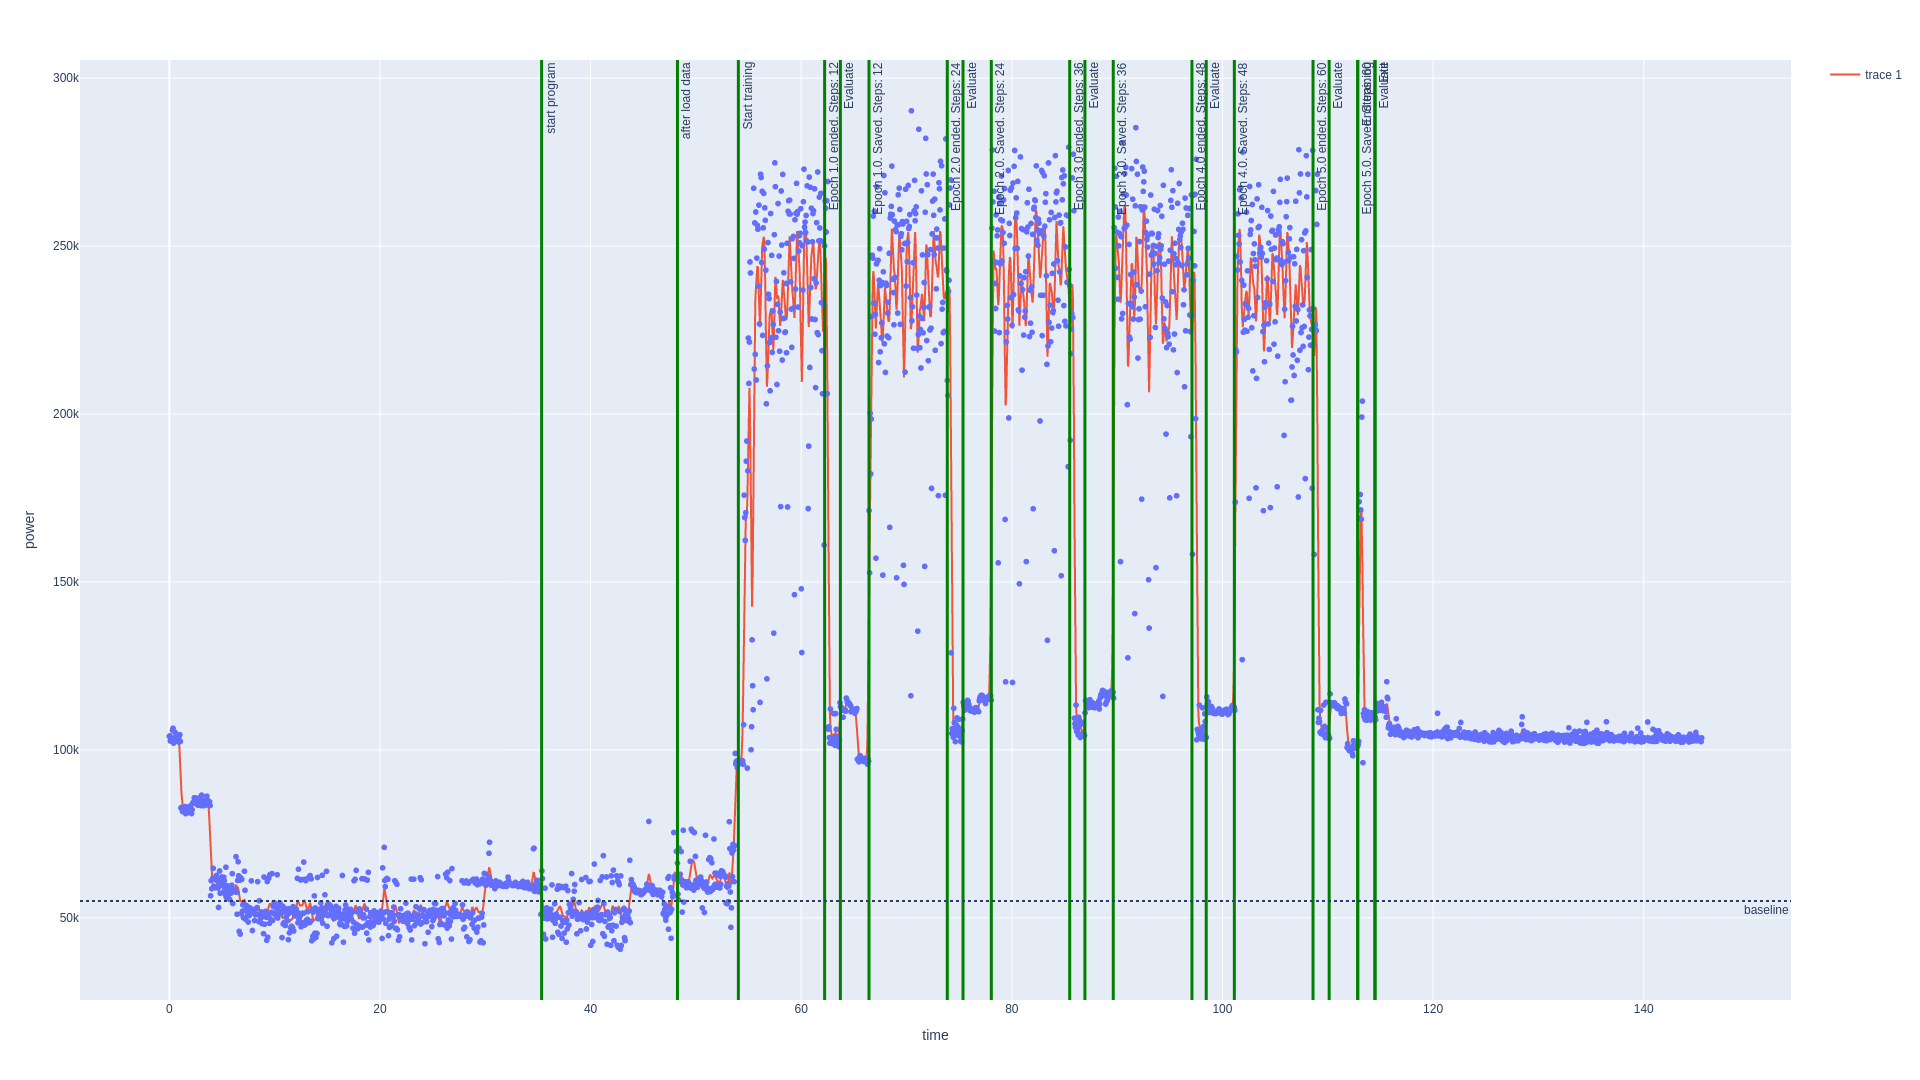 300k
250k
200k
150k
100k
50k
power
0
20
40
60
80
100
120
140
time
start program
after load data
Start training
Epoch 1.0 ended. Steps: 12
Evaluate
Epoch 1.0. Saved. Steps: 12
Epoch 2.0 ended. Steps: 24
Evaluate
Epoch 2.0. Saved. Steps: 24
Epoch 3.0 ended. Steps: 36
Evaluate
Epoch 3.0. Saved. Steps: 36
Epoch 4.0 ended. Steps: 48
Evaluate
Epoch 4.0. Saved. Steps: 48
Epoch 5.0 ended. Steps: 60
Evaluate
Epoch 5.0. Saved. Steps: 60
Evaluate
baseline
trace 1